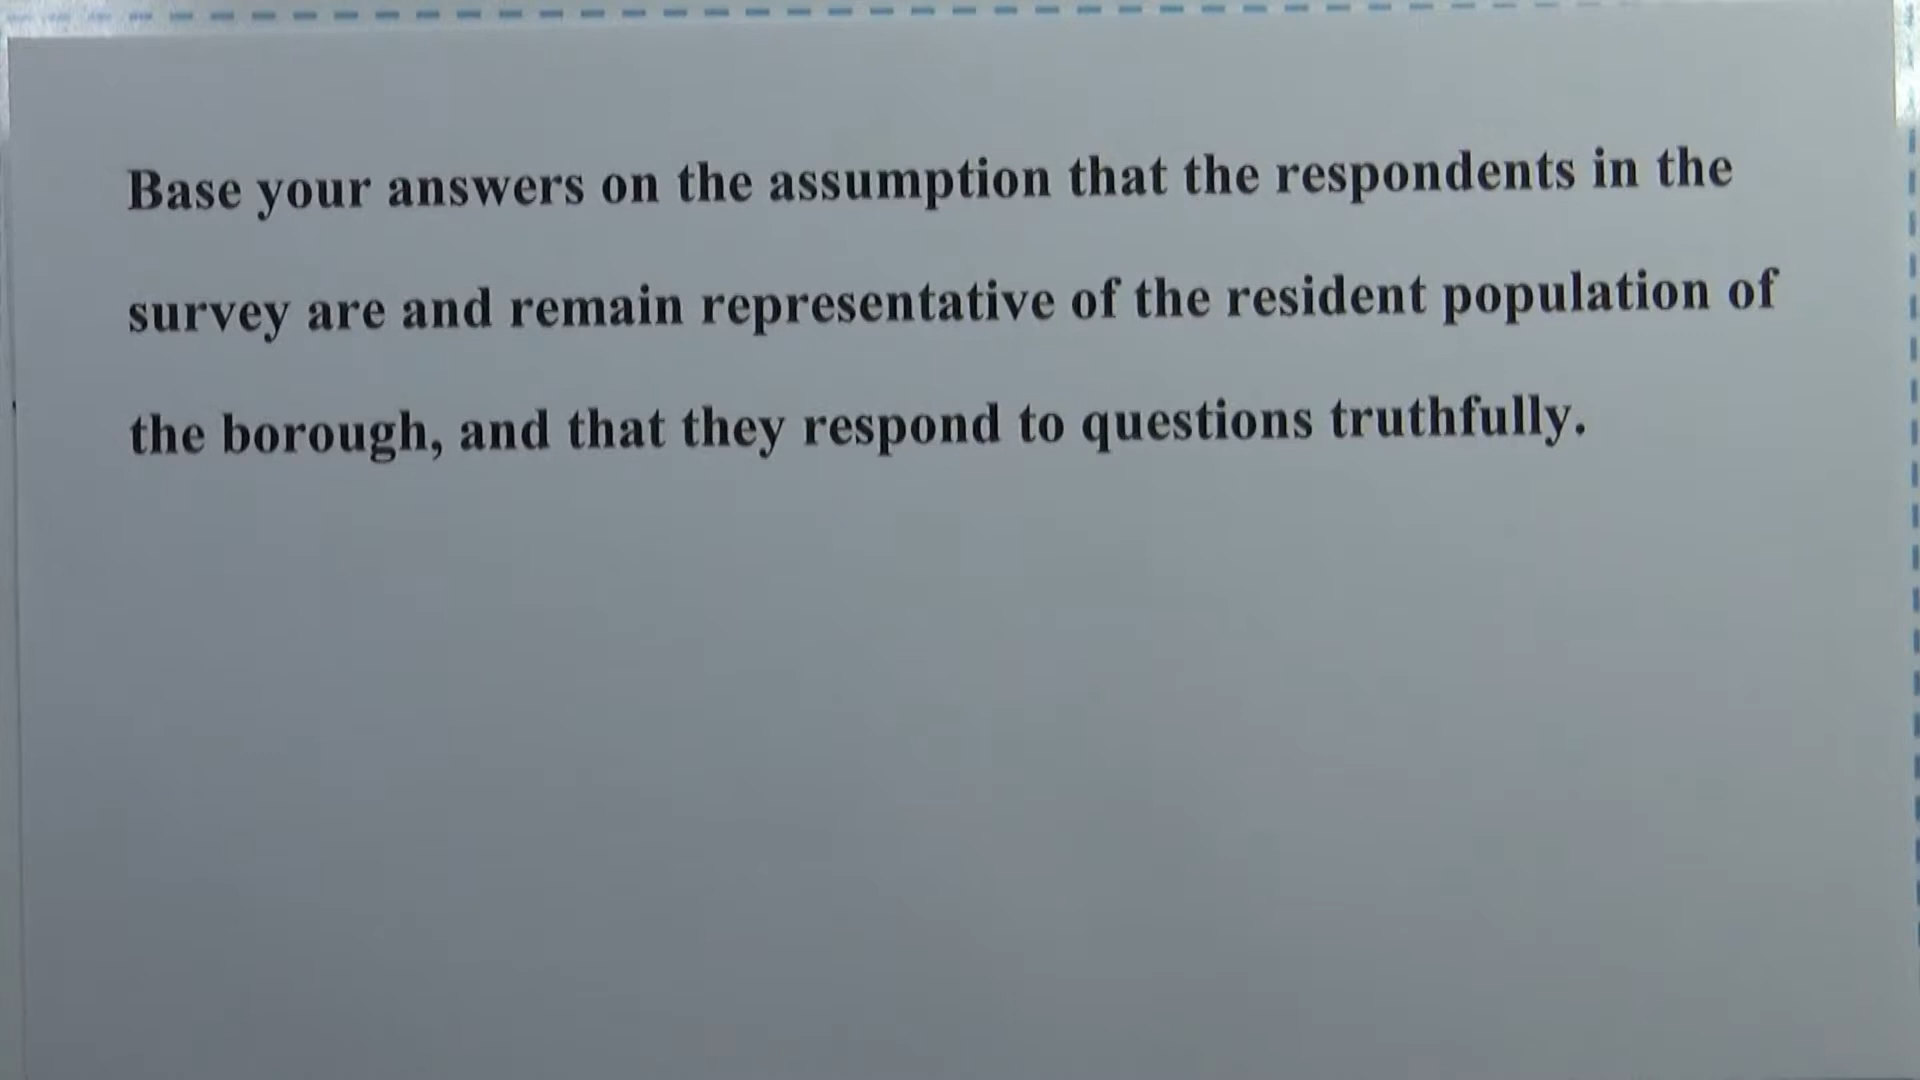 Base your answers on the assumption that the respondents in the
survey are and remain representative of the resident population of
the borough, and that they respond to questions truthfully.